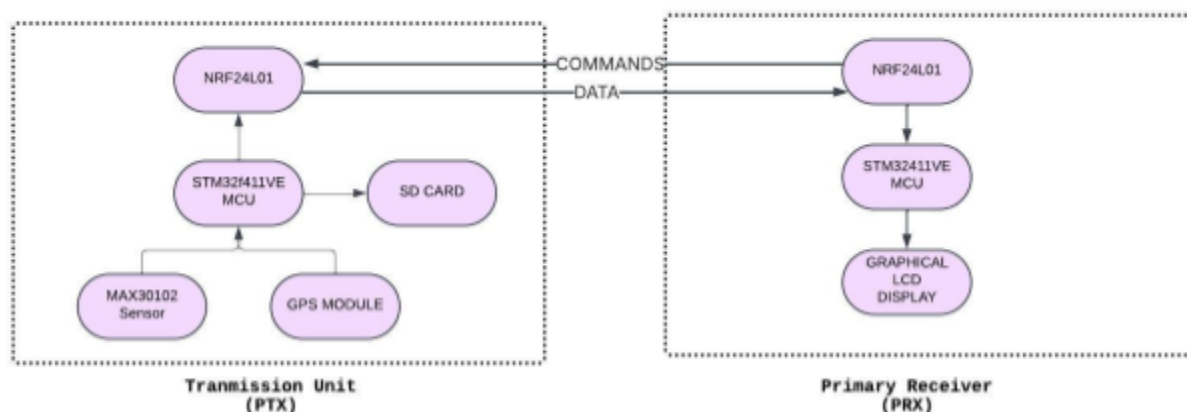 NRF24L01
COMMANDS
DATA
NRF24L01
STM32f411VE
MCU
SD CARD
STM32411VE
MCU
MAX30102
Sensor
GPS MODULE
GRAPHICAL
LCD
DISPLAY
Tranmission Unit
(PTX)
Primary Receiver
(PRX)